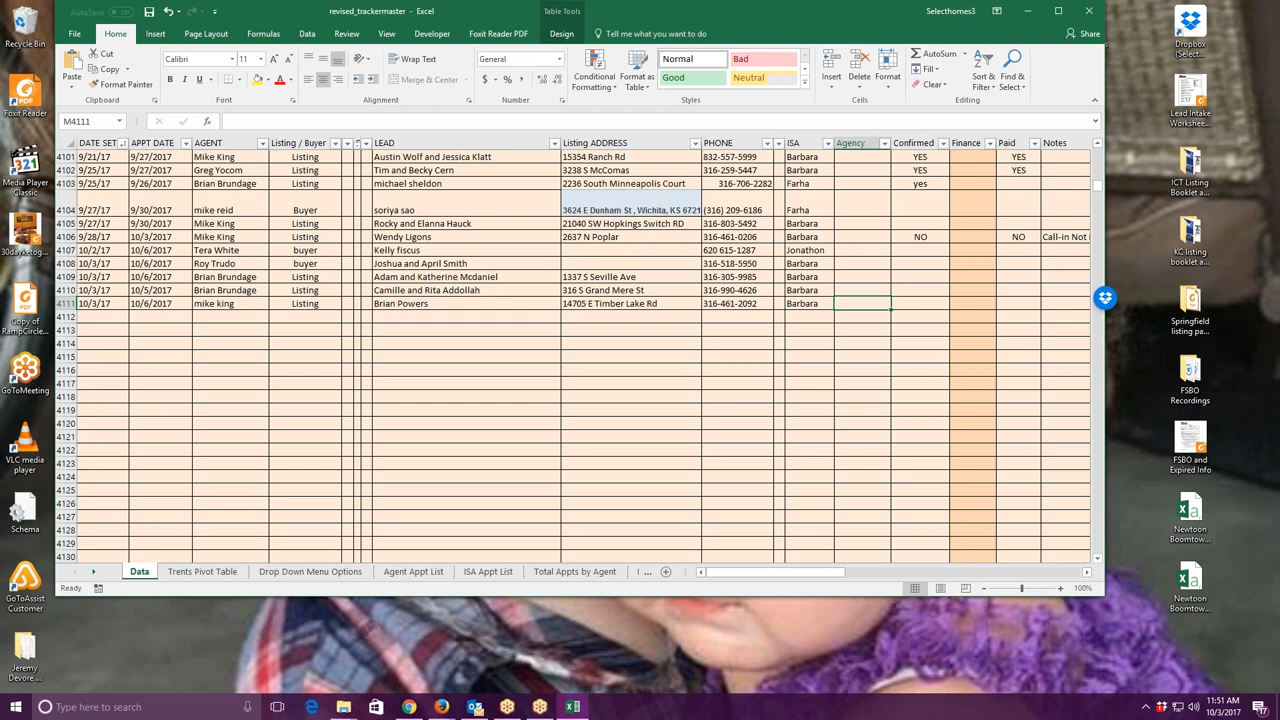 AutoSave Off
revised_trackermaster - Excel
Table Tools
Selecthomes3
File Home Insert Page Layout Formulas Data Review View Developer Foxit Reader PDF Design Tell me what you want to do Share
Paste Cut Copy Format Painter Clipboard
Calibri 11 Font
Wrap Text Merge & Center Alignment
General Number
Conditional Formatting Format as Table Normal Bad Good Neutral Styles
Insert Delete Format Cells
AutoSum Fill Clear Sort & Filter Find & Select Editing
M4111
DATE SET APPT DATE AGENT Listing / Buyer LEAD Listing ADDRESS PHONE ISA Agency Confirmed Finance Paid Notes
4101 9/21/17 9/27/2017 Mike King Listing Austin Wolf and Jessica Klatt 15354 Ranch Rd 832-557-5999 Barbara YES YES
4102 9/25/17 9/27/2017 Greg Yocom Listing Tim and Becky Cern 3238 S McComas 316-259-5447 Barbara YES YES
4103 9/25/17 9/26/2017 Brian Brundage Listing michael sheldon 2236 South Minneapolis Court 316-706-2282 Farha yes
4104 9/27/17 9/30/2017 mike reid Buyer soriya sao 3624 E Dunham St , Wichita, KS 6721 (316) 209-6186 Farha
4105 9/27/17 9/30/2017 Mike King Listing Rocky and Elanna Hauck 21040 SW Hopkings Switch RD 316-803-5492 Barbara
4106 9/28/17 10/3/2017 Mike King Listing Wendy Ligons 2637 N Poplar 316-461-0206 Barbara NO NO Call-in Not
4107 10/2/17 10/6/2017 Tera White buyer Kelly fiscus 620 615-1287 Jonathon
4108 10/2/17 10/6/2017 Roy Trudo buyer Joshua and April Smith 316-518-5950 Barbara
4109 10/3/17 10/6/2017 Brian Brundage Listing Adam and Katherine Mcdaniel 1337 S Seville Ave 316-305-9985 Barbara
4110 10/3/17 10/5/2017 Brian Brundage Listing Camille and Rita Addollah 316 S Grand Mere St 316-990-4626 Barbara
4111 10/3/17 10/6/2017 mike king Listing Brian Powers 14705 E Timber Lake Rd 316-461-2092 Barbara
4112
4113
4114
4115
4116
4117
4118
4119
4120
4121
4122
4123
4124
4125
4126
4127
4128
4129
4130
Data Trents Pivot Table Drop Down Menu Options Agent Appt List ISA Appt List Total Appts by Agent I ...
Ready 100%
Recycle Bin
Foxit Reader
Media Player Classic
30dayketog...
Copy of RampCircle...
GoToMeeting
VLC media player
Schema
GoToAssist Customer
Jeremy Devore ...
Dropbox (Select...
Lead Intake Workshee...
ICT Listing Booklet a...
KC listing booklet a...
Springfield listing pa...
FSBO Recordings
FSBO and Expired Info
Newtoon Boomtow...
Newtoon Boomtow...
Type here to search
11:51 AM
10/3/2017
17